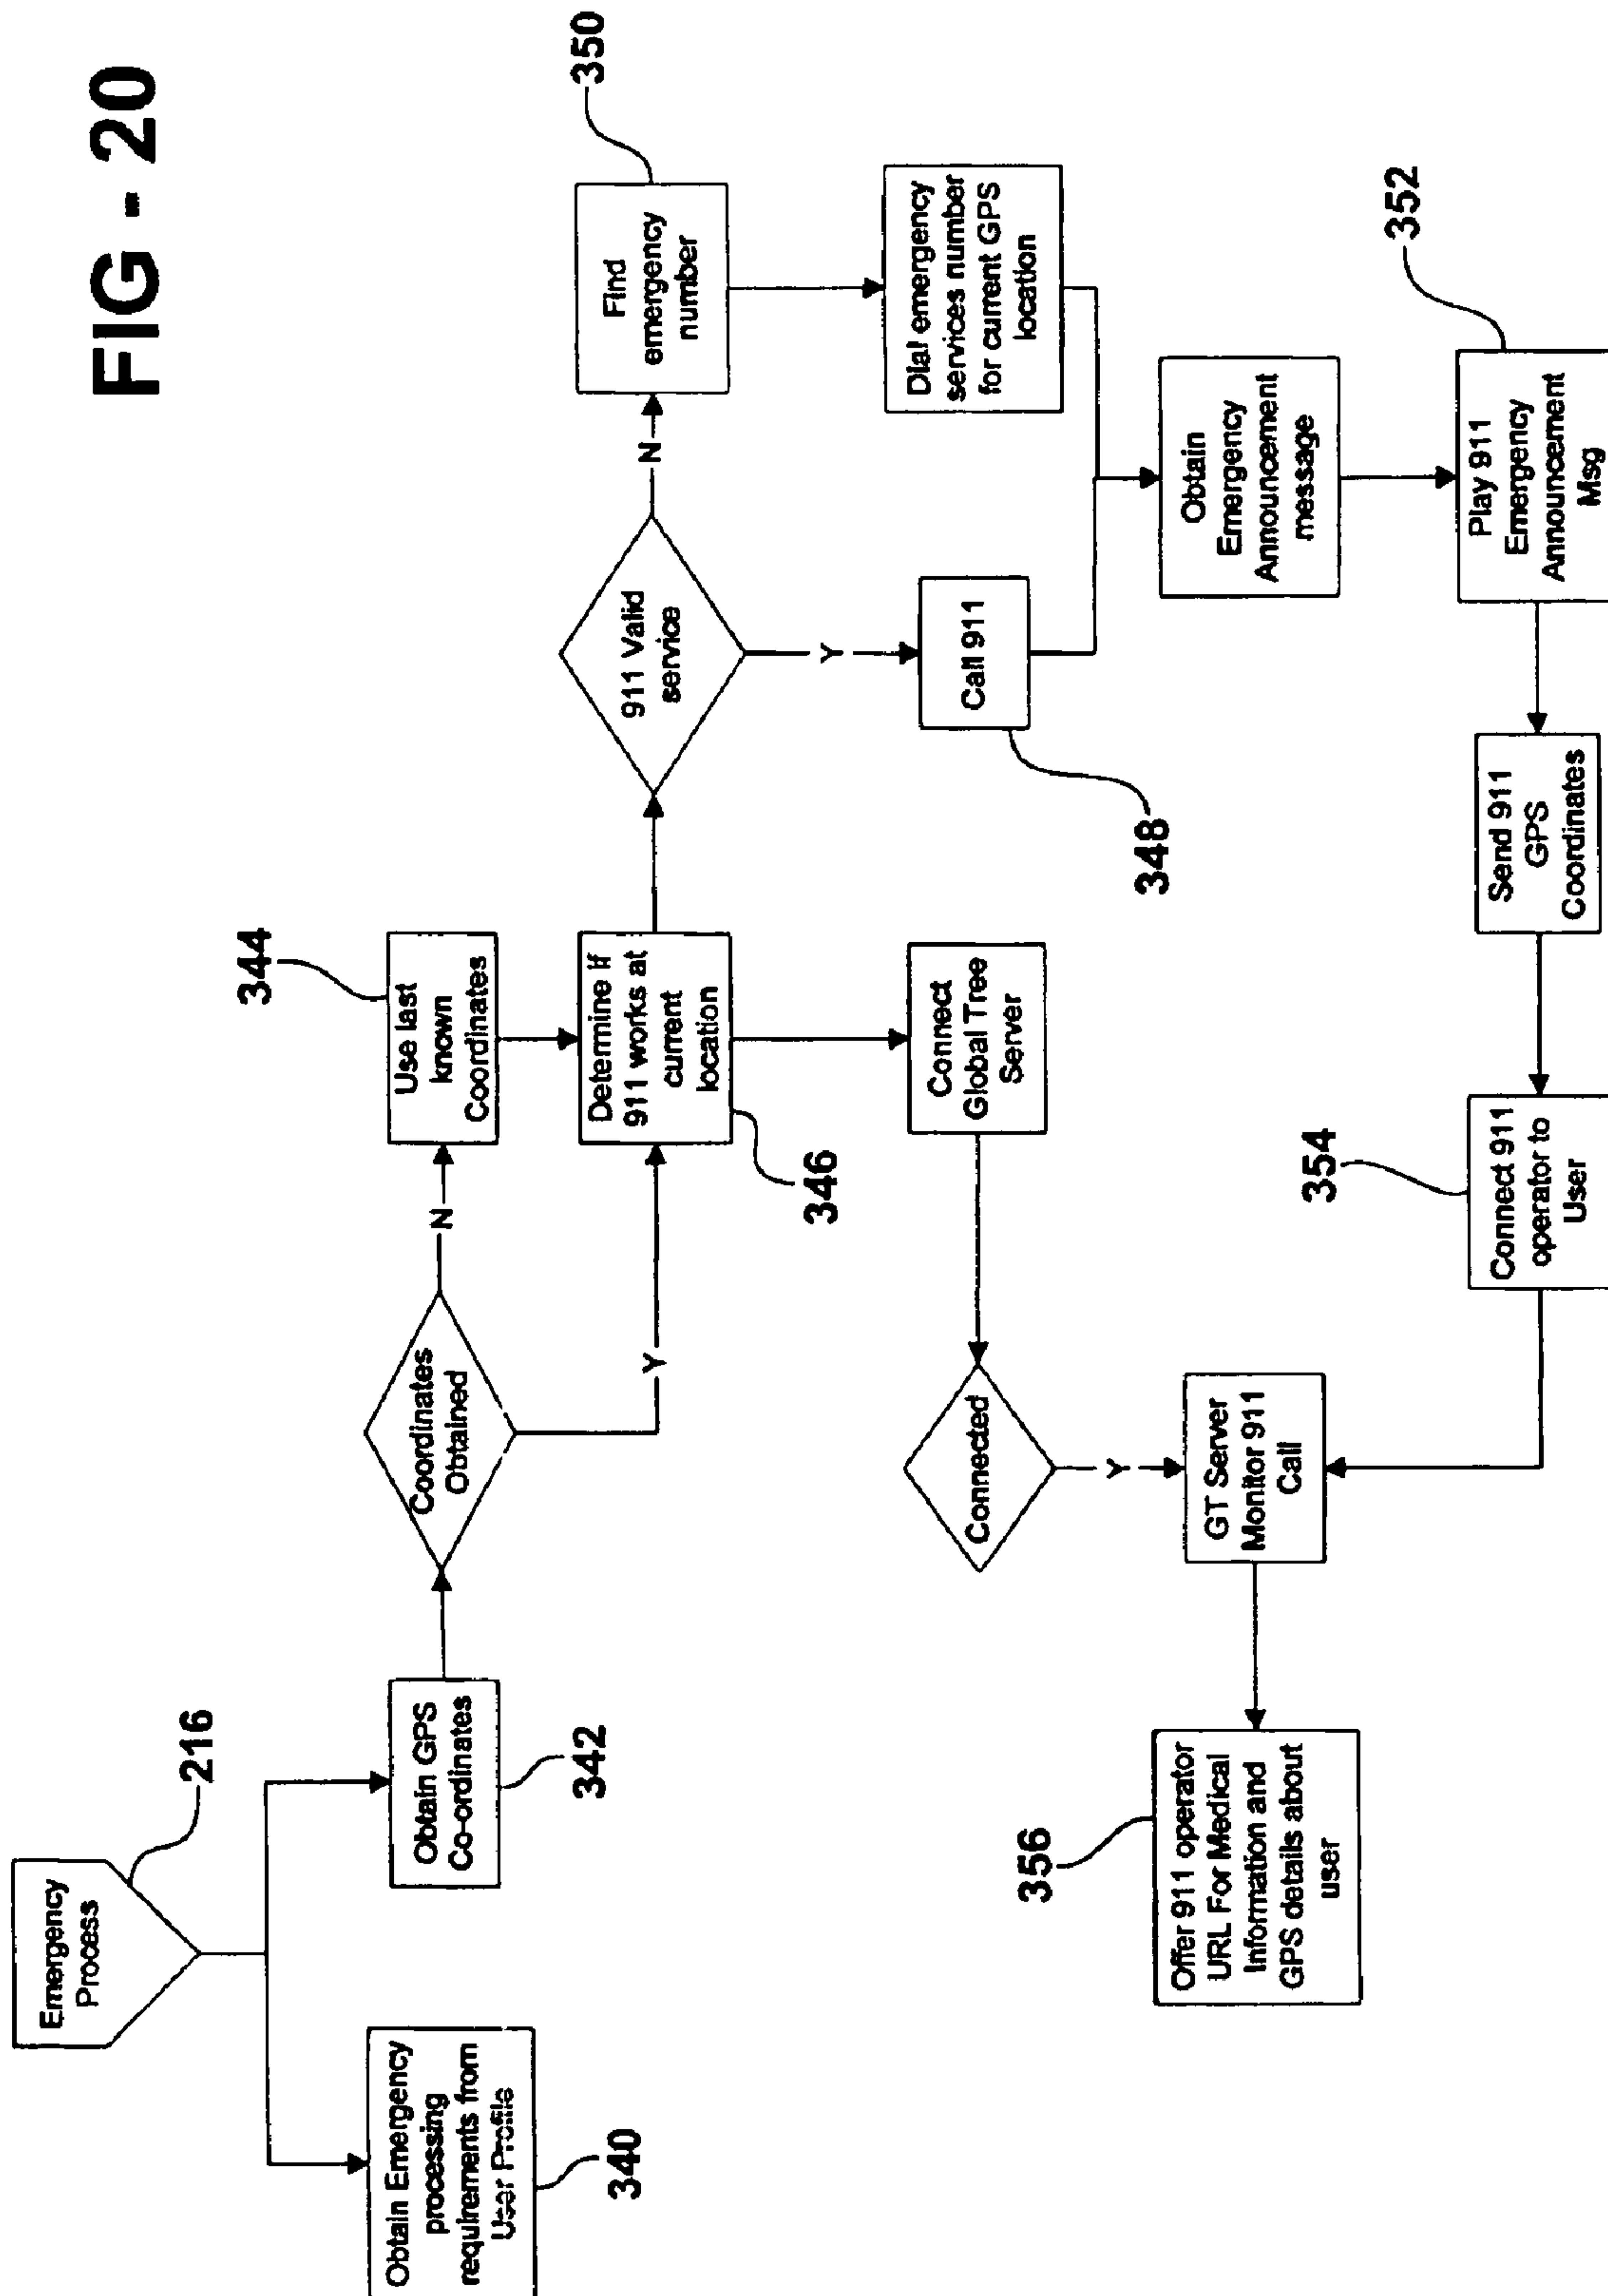 FIG - 20
Emergency
Process
216
Obtain Emergency
processing
requirements from
User Profile
340
Obtain GPS
Co-ordinates
342
Coordinates
Obtained
N
Y
Use last
known
Coordinates
344
Determine if
911 works at
current
location
346
911 Valid
service
N
Y
Find
emergency
number
350
Dial emergency
services number
for current GPS
location
Call 911
348
Connect
Global Tree
Server
Connected
Y
Obtain
Emergency
Announcement
message
Play 911
Emergency
Announcement
Msg
352
Send 911
GPS
Coordinates
Connect 911
operator to
User
354
GT Server
Monitor 911
Call
Offer 911 operator
URL For Medical
Information and
GPS details about
user
356